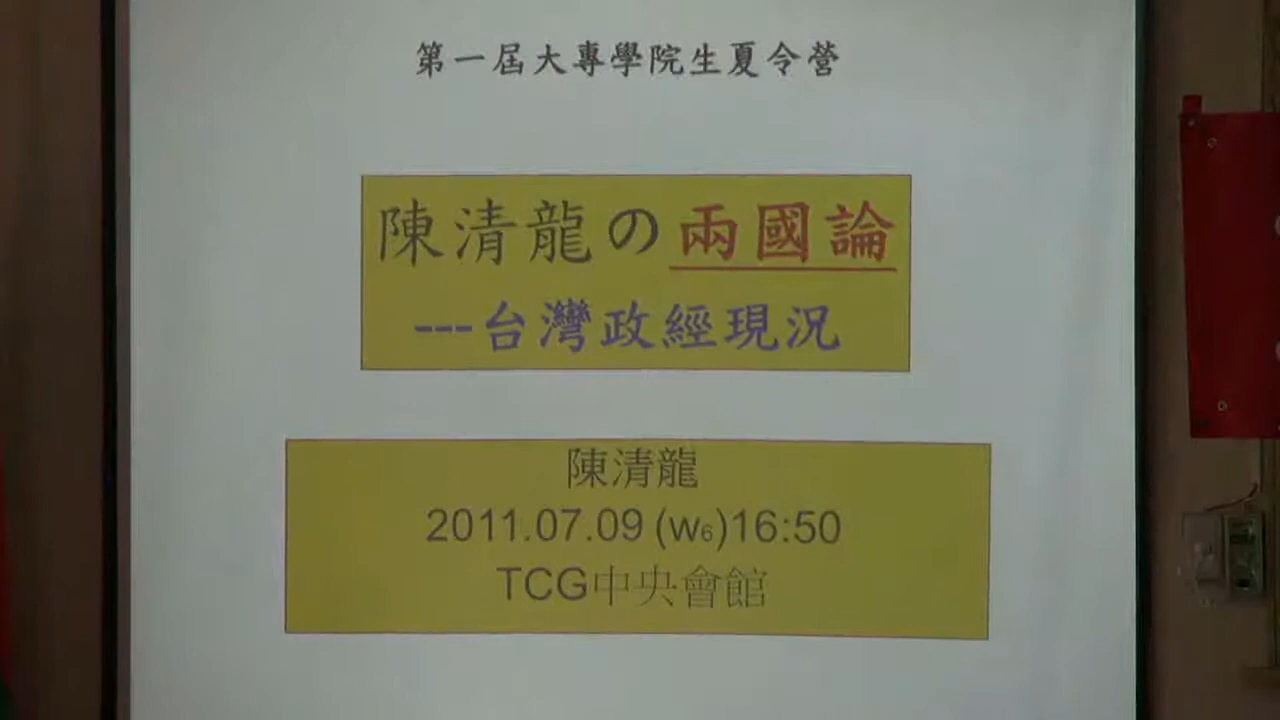 第一屆大專學院生夏令營
陳清龍の兩國論
---台灣政經現況
陳清龍
2011.07.09 (w6)16:50
TCG中央會館